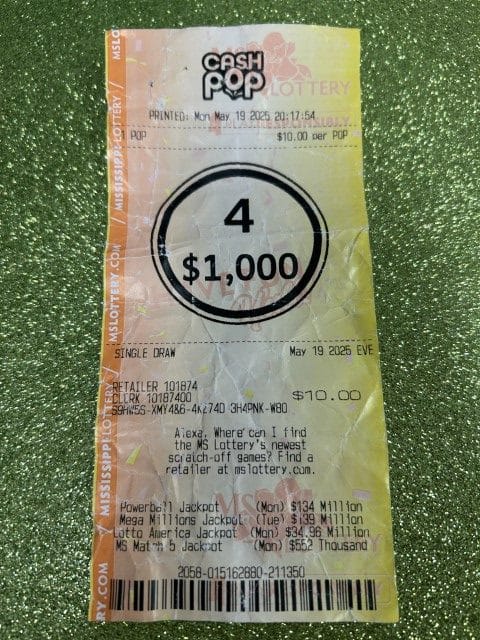 CASH
POP
MS LOTTERY
PRINTED: Mon May 19 2025 20:17:54
1 POP $10.00 per POP
4
$1,000
SINGLE DRAW May 19 2025 EVE
RETAILER 101874
CLERK 10187400 $10.00
Alexa, Where can I find
the MS Lottery's newest
scratch-off games? Find a
retailer at mslottery.com.
Powerball Jackpot (Mon) $134 Million
Mega Millions Jackpot (Tue) $139 Million
Lotto America Jackpot (Mon) $34.96 Million
MS Match 5 Jackpot (Mon) $552 Thousand
2058-015162880-211350
MISSISSIPPI LOTTERY / MSLOTTERY.COM / MISSISSIPPI LOTTERY